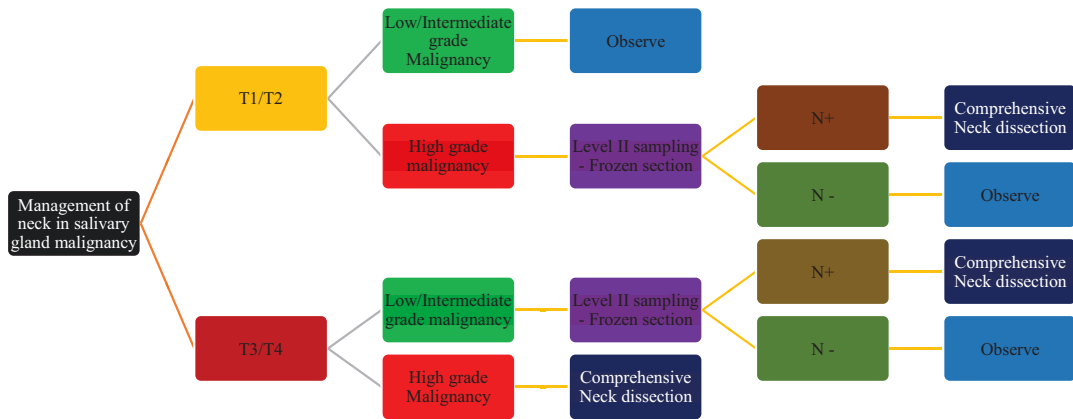 Management of
neck in salivary
gland malignancy
T1/T2
Low/Intermediate
grade
Malignancy
Observe
High grade
malignancy
Level II sampling
- Frozen section
N+
Comprehensive
Neck dissection
N -
Observe
T3/T4
Low/Intermediate
grade malignancy
Level II sampling
- Frozen section
N+
Comprehensive
Neck dissection
N -
Observe
High grade
Malignancy
Comprehensive
Neck dissection